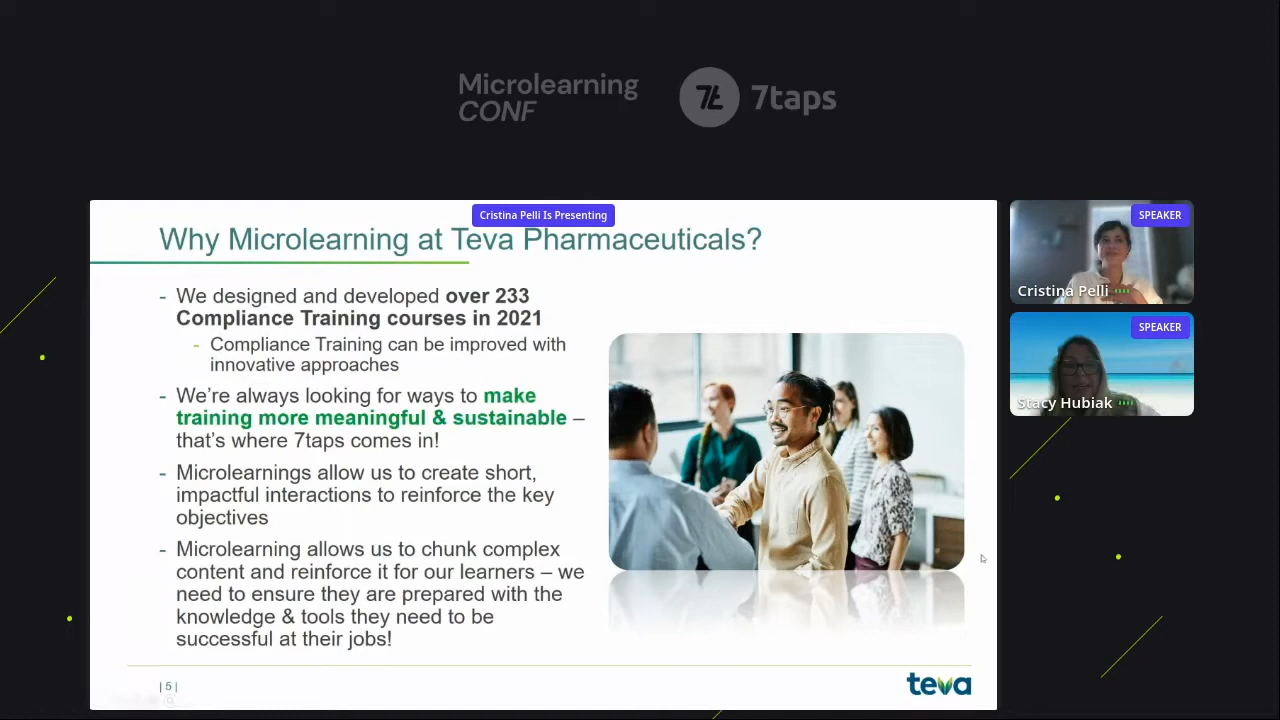 Microlearning
CONF
7t 7taps
Cristina Pelli Is Presenting
Why Microlearning at Teva Pharmaceuticals?
- We designed and developed over 233
Compliance Training courses in 2021
- Compliance Training can be improved with
innovative approaches
- We're always looking for ways to make
training more meaningful & sustainable –
that's where 7taps comes in!
- Microlearnings allow us to create short,
impactful interactions to reinforce the key
objectives
- Microlearning allows us to chunk complex
content and reinforce it for our learners – we
need to ensure they are prepared with the
knowledge & tools they need to be
successful at their jobs!
| 5 |
teva
SPEAKER
Cristina Pelli
SPEAKER
Stacy Hubiak